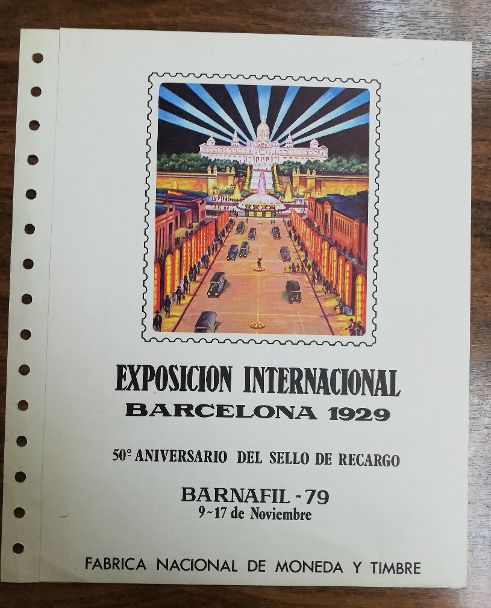 EXPOSICION INTERNACIONAL
BARCELONA 1929
50º ANIVERSARIO DEL SELLO DE RECARGO
BARNAFIL - 79
9-17 de Noviembre
FABRICA NACIONAL DE MONEDA Y TIMBRE